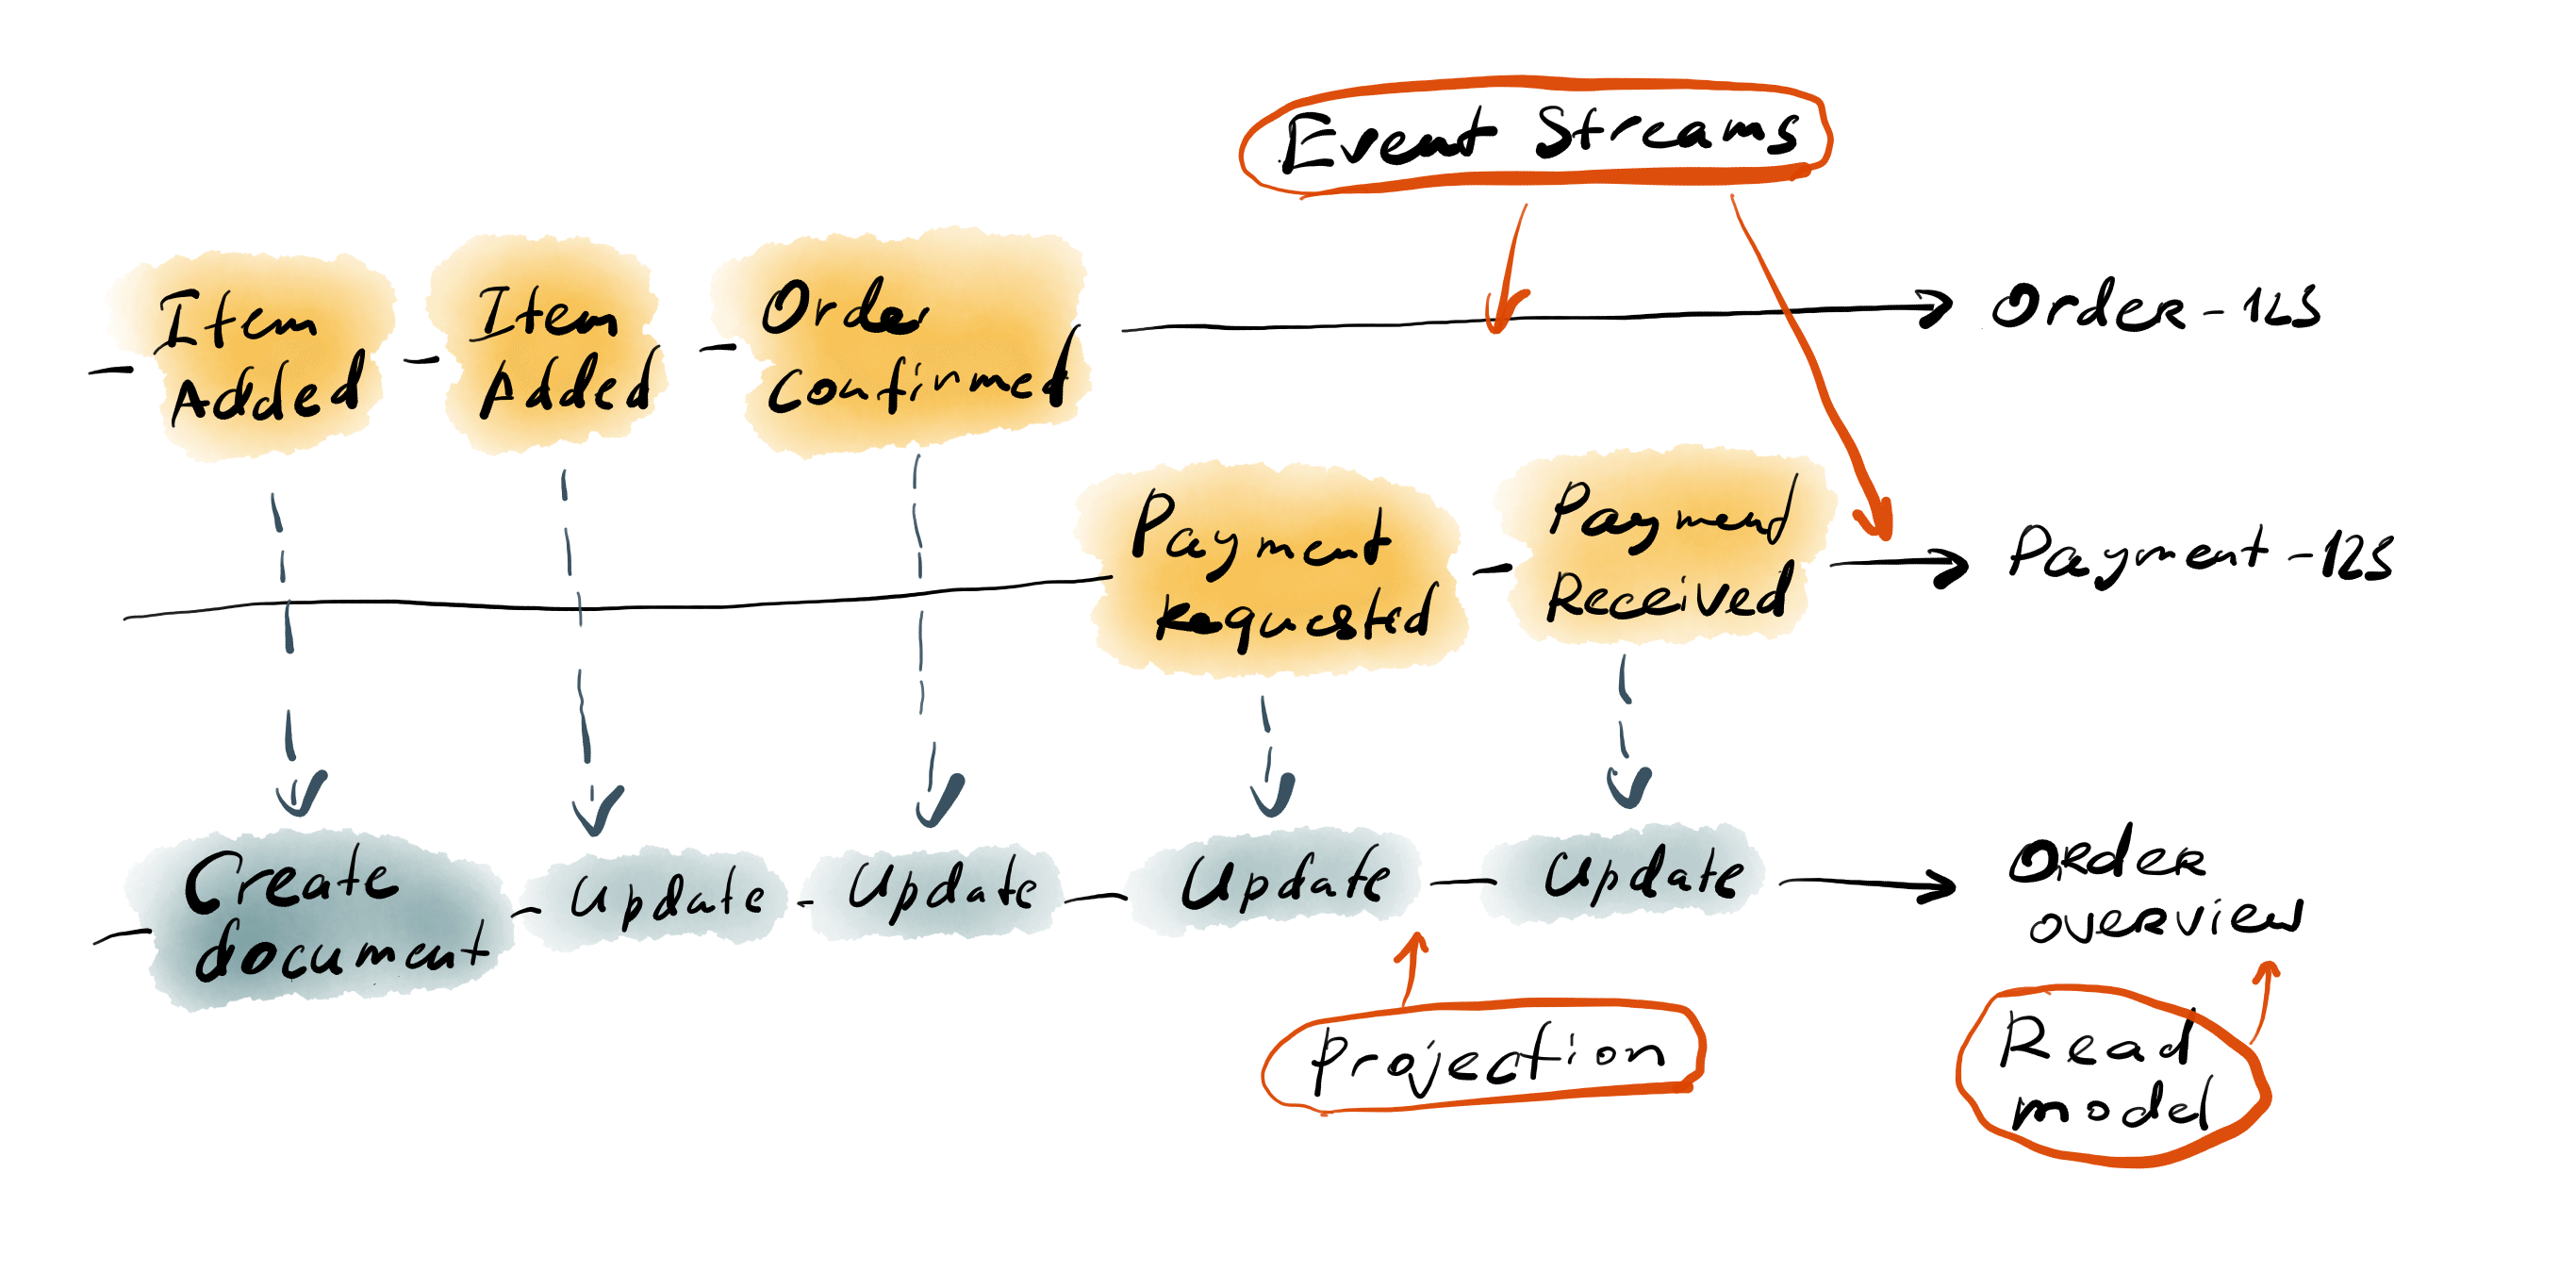 Event Streams
Item
Added
Item
Added
Order
Confirmed
Order - 123
Payment
Requested
Payment
Received
Payment - 123
Create
document
Update
Update
Update
Update
Order
overview
Projection
Read
model